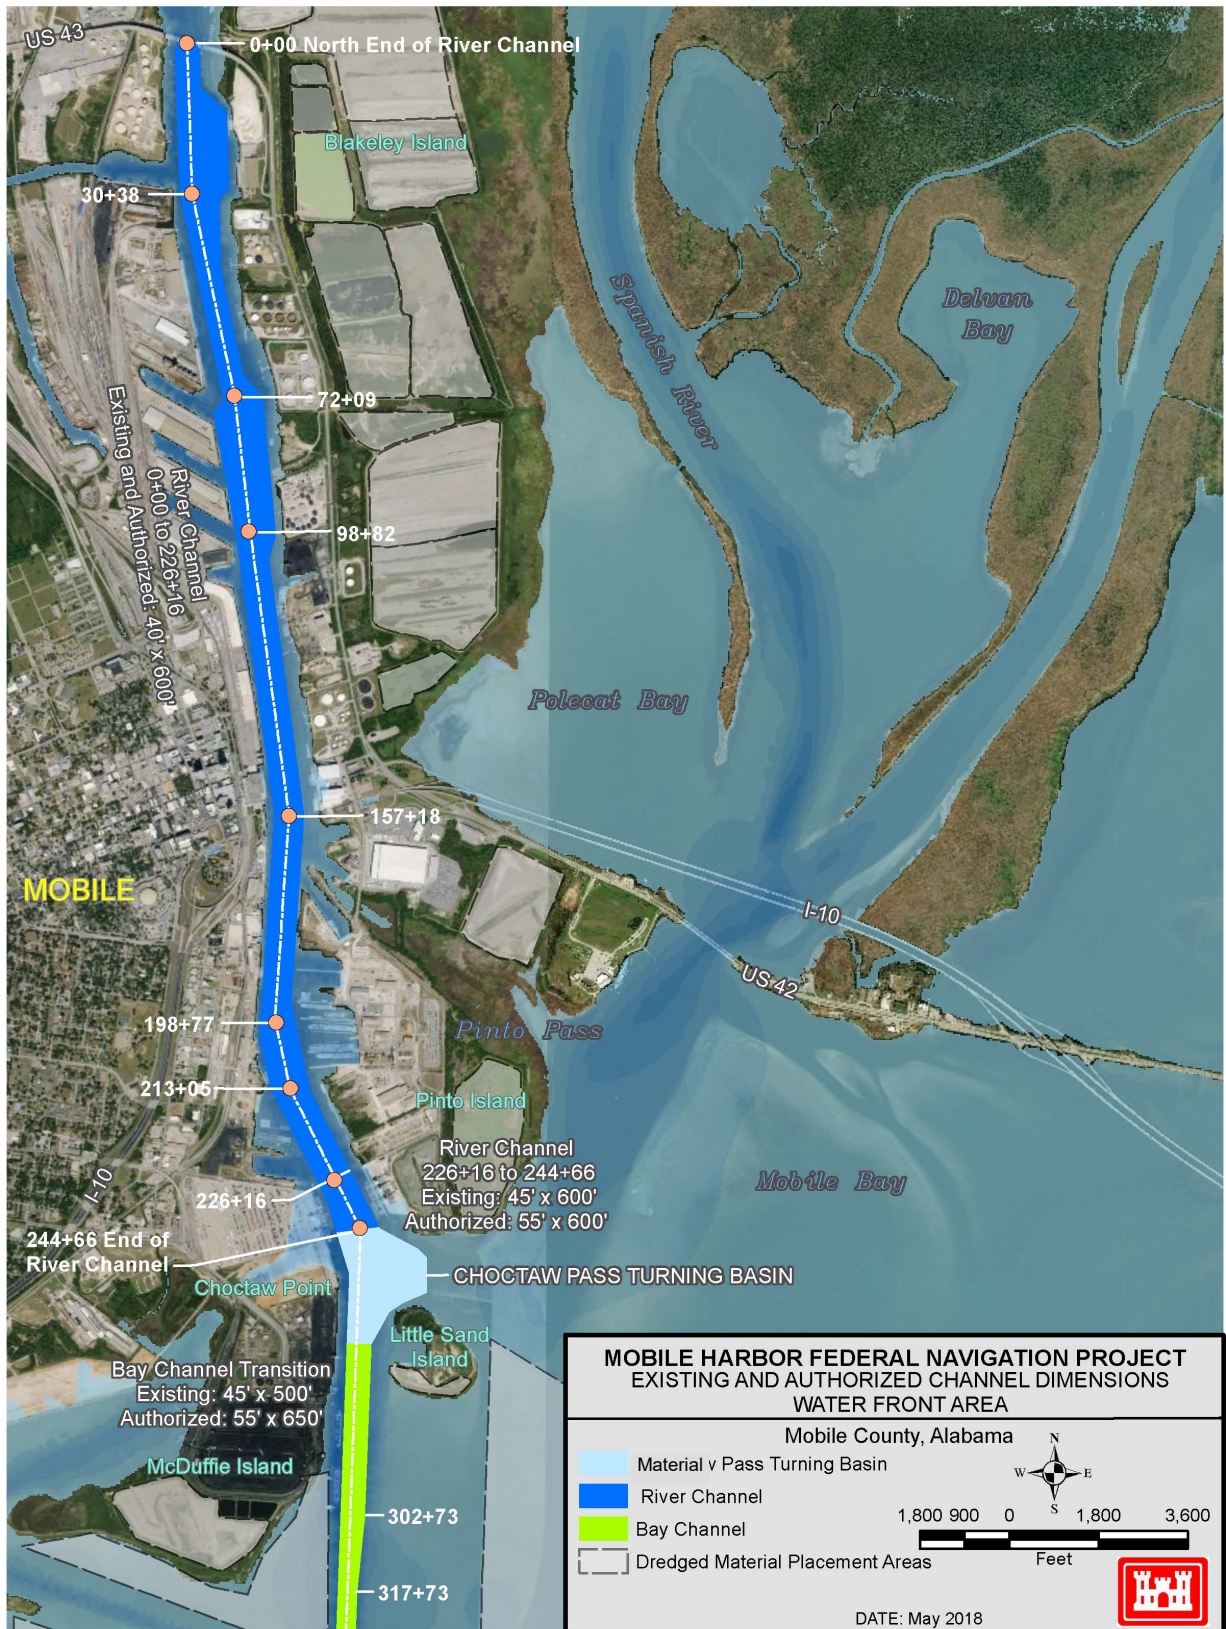 US 43
0+00 North End of River Channel
Blakeley Island
30+38
Spanish River
Delvan
Bay
72+09
River Channel
0+00 to 226+16
Existing and Authorized: 40' x 600'
98+82
Polecat Bay
157+18
MOBILE
I-10
US 42
198+77
Pinto Pass
213+05
Pinto Island
River Channel
226+16 to 244+66
Existing: 45' x 600'
Authorized: 55' x 600'
Mobile Bay
I-10
226+16
244+66 End of
River Channel
Choctaw Point
CHOCTAW PASS TURNING BASIN
Little Sand
Island
Bay Channel Transition
Existing: 45' x 500'
Authorized: 55' x 650'
McDuffie Island
302+73
317+73
MOBILE HARBOR FEDERAL NAVIGATION PROJECT
EXISTING AND AUTHORIZED CHANNEL DIMENSIONS
WATER FRONT AREA
Mobile County, Alabama
Material v Pass Turning Basin
River Channel
Bay Channel
Dredged Material Placement Areas
N
W E
S
1,800 900 0 1,800 3,600
Feet
DATE: May 2018